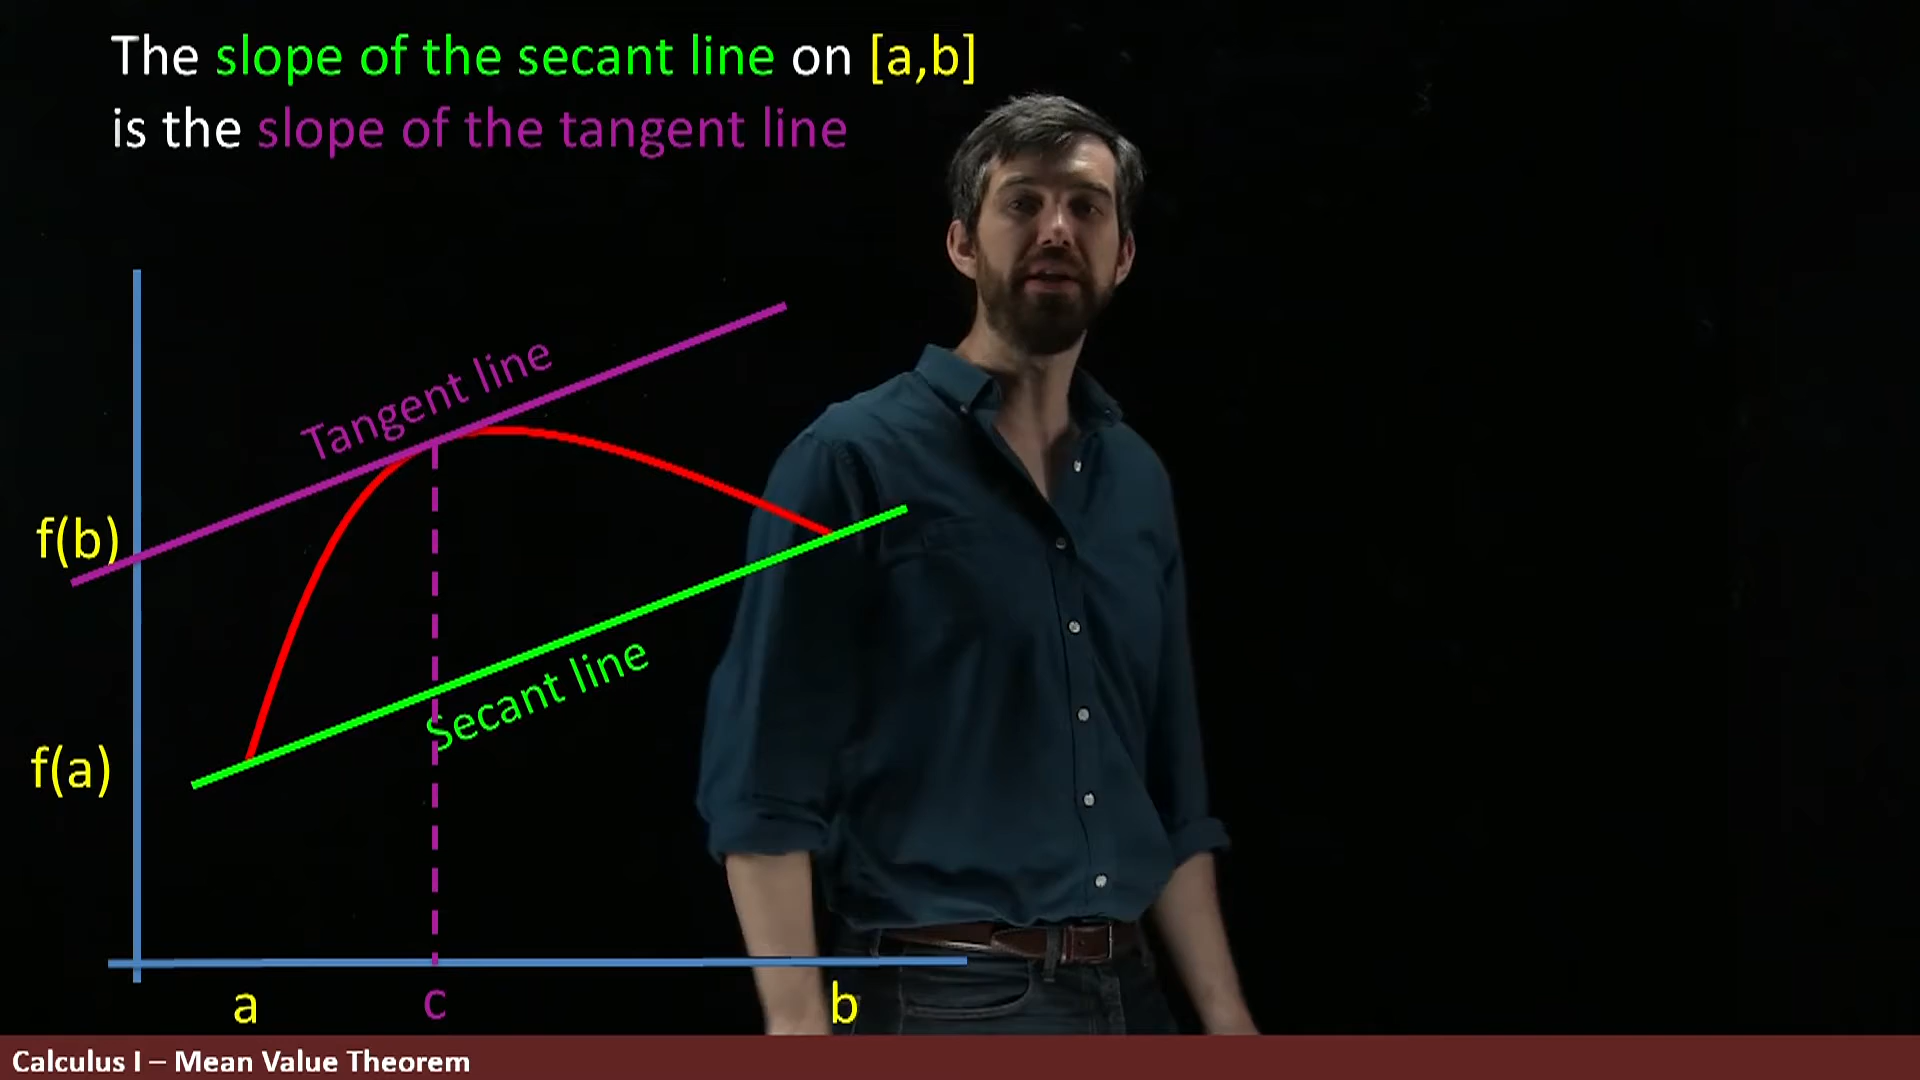 The slope of the secant line on [a,b]
is the slope of the tangent line
Tangent line
f(b)
Secant line
f(a)
a
c
b
Calculus I – Mean Value Theorem